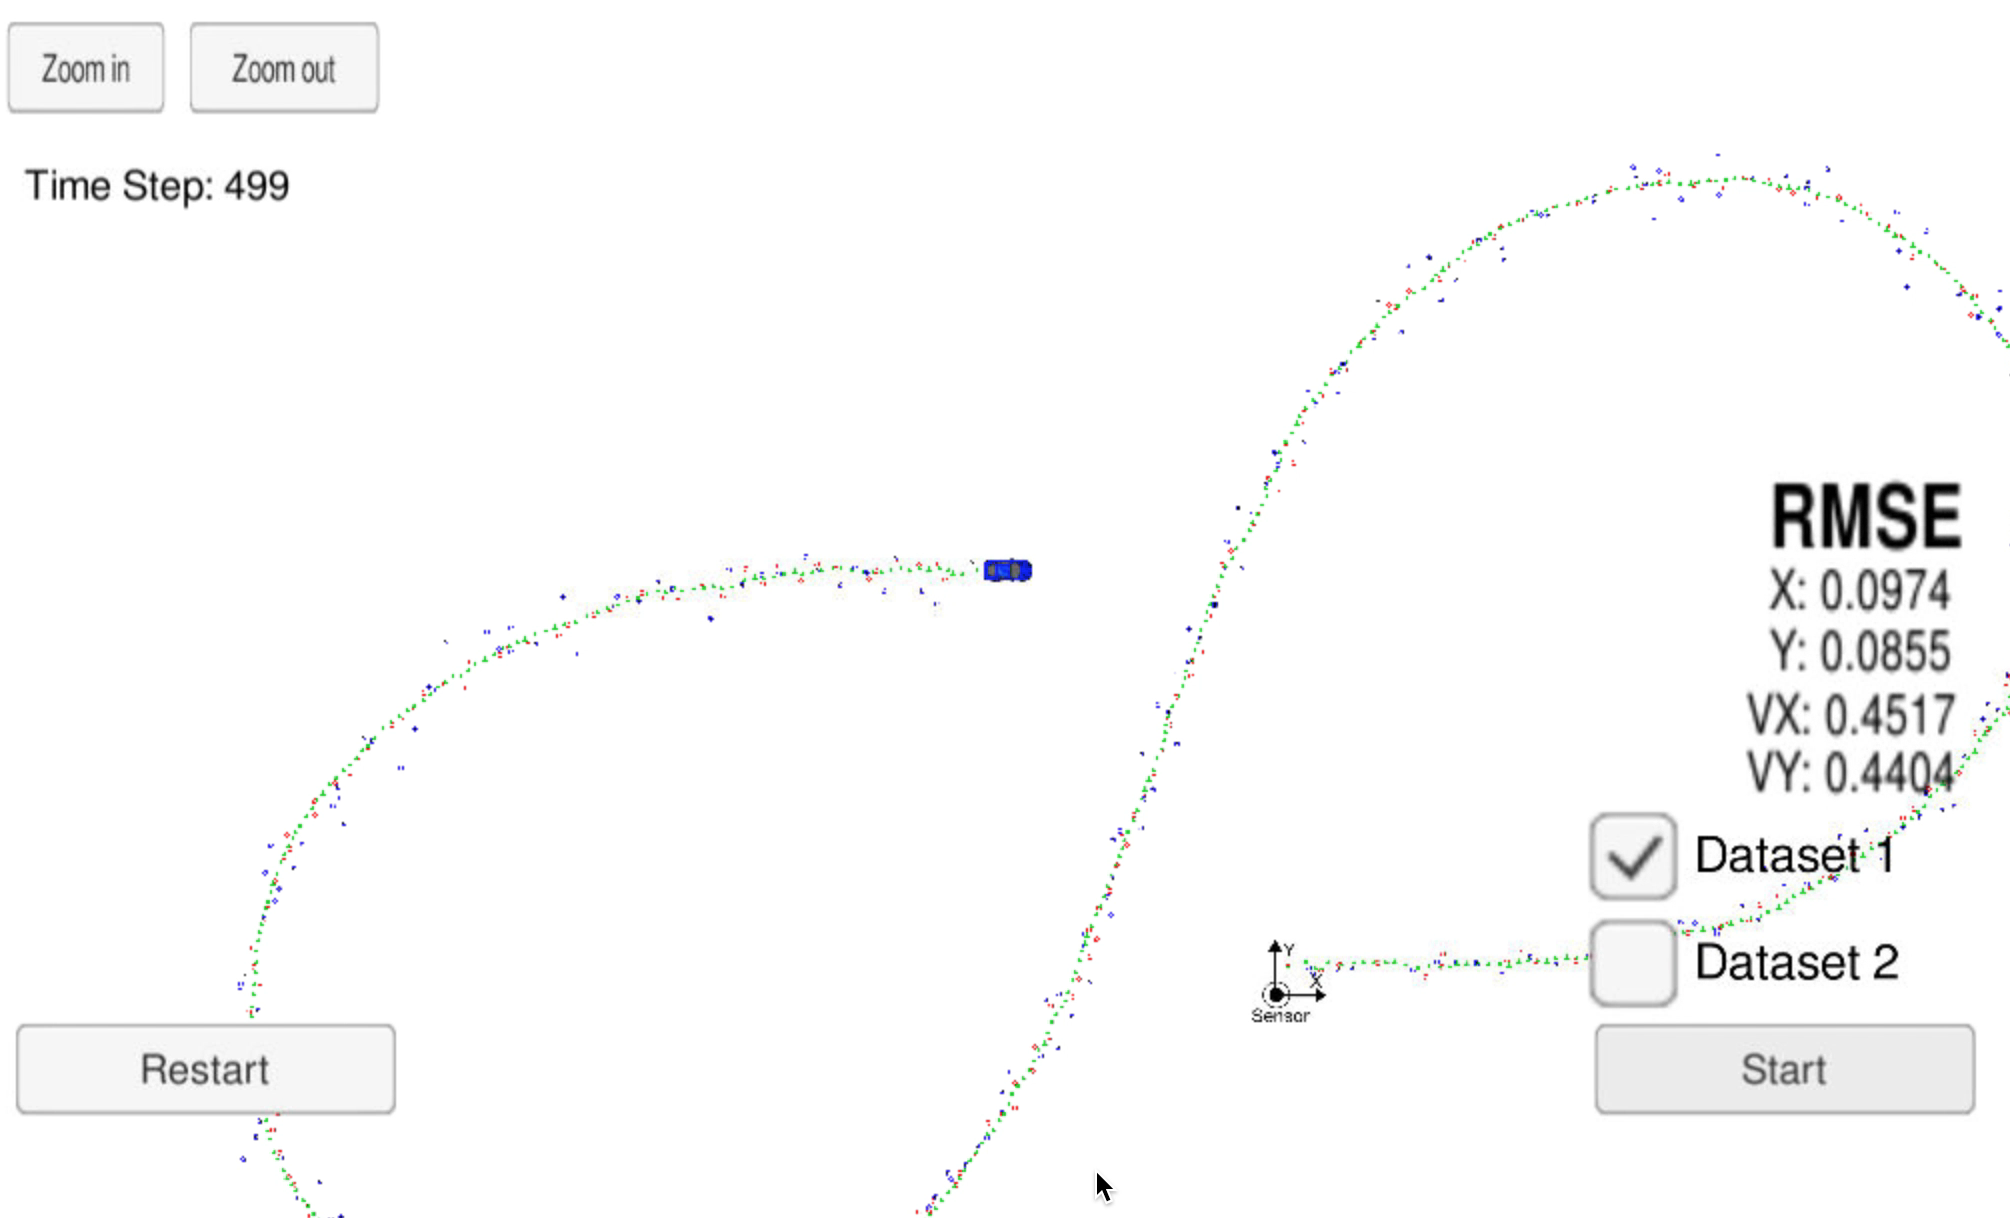 Zoom in
Zoom out
Time Step: 499
RMSE
X: 0.0974
Y: 0.0855
VX: 0.4517
VY: 0.4404
Dataset 1
Y
X
Sensor
Dataset 2
Restart
Start